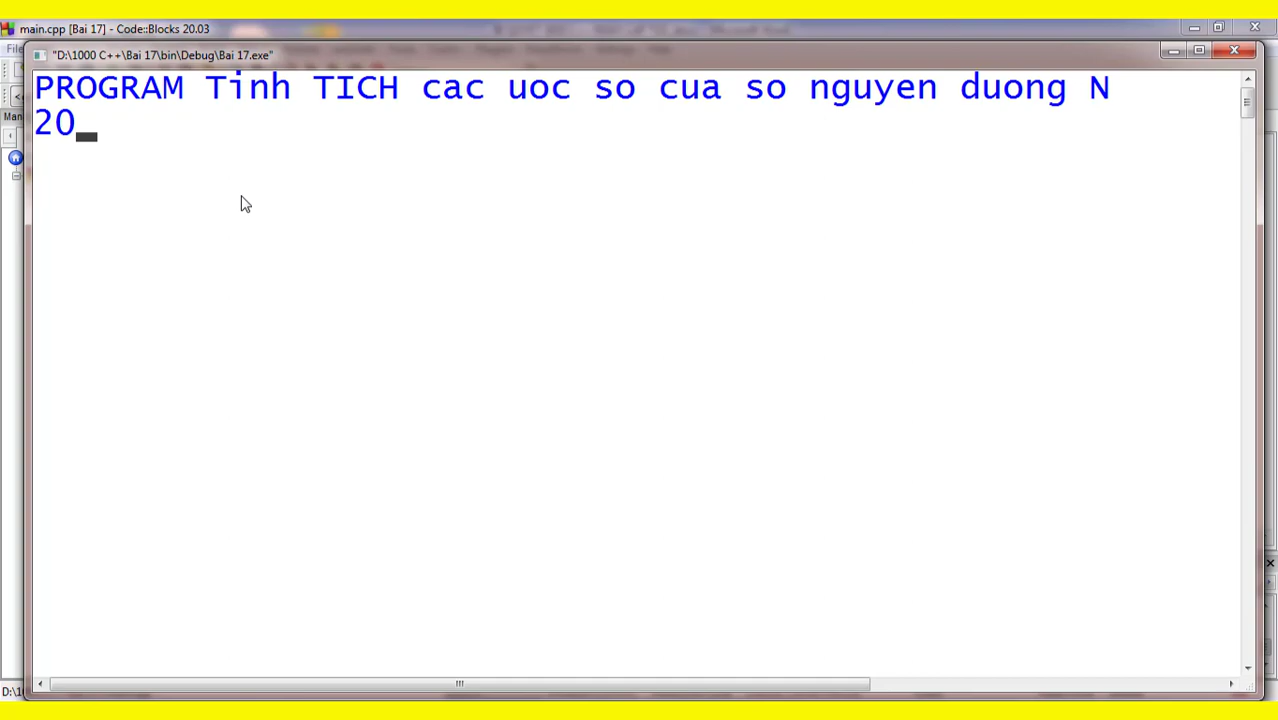 main.cpp [Bai 17] - Code::Blocks 20.03
"D:\1000 C++\Bai 17\bin\Debug\Bai 17.exe"
PROGRAM Tinh TICH cac uoc so cua so nguyen duong N
20